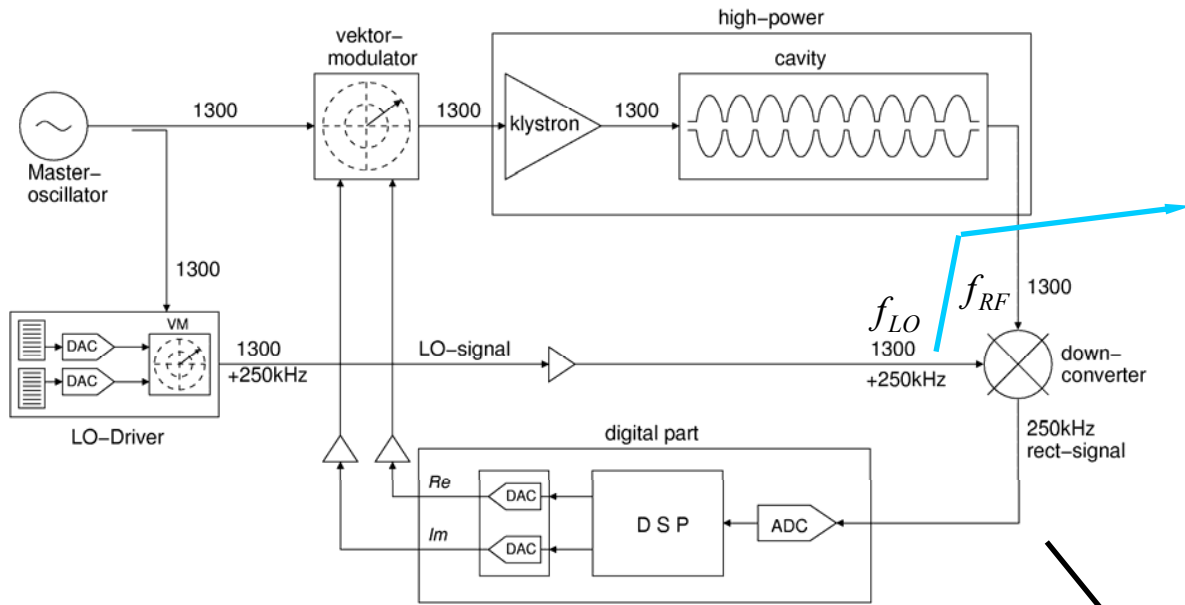 high-power
vektor-
modulator
cavity
1300
1300
klystron
1300
Master-
oscillator
1300
f_LO
f_RF
1300
VM
DAC
DAC
1300
+250kHz
LO-signal
1300
+250kHz
down-
converter
LO-Driver
digital part
250kHz
rect-signal
Re
DAC
DSP
ADC
Im
DAC